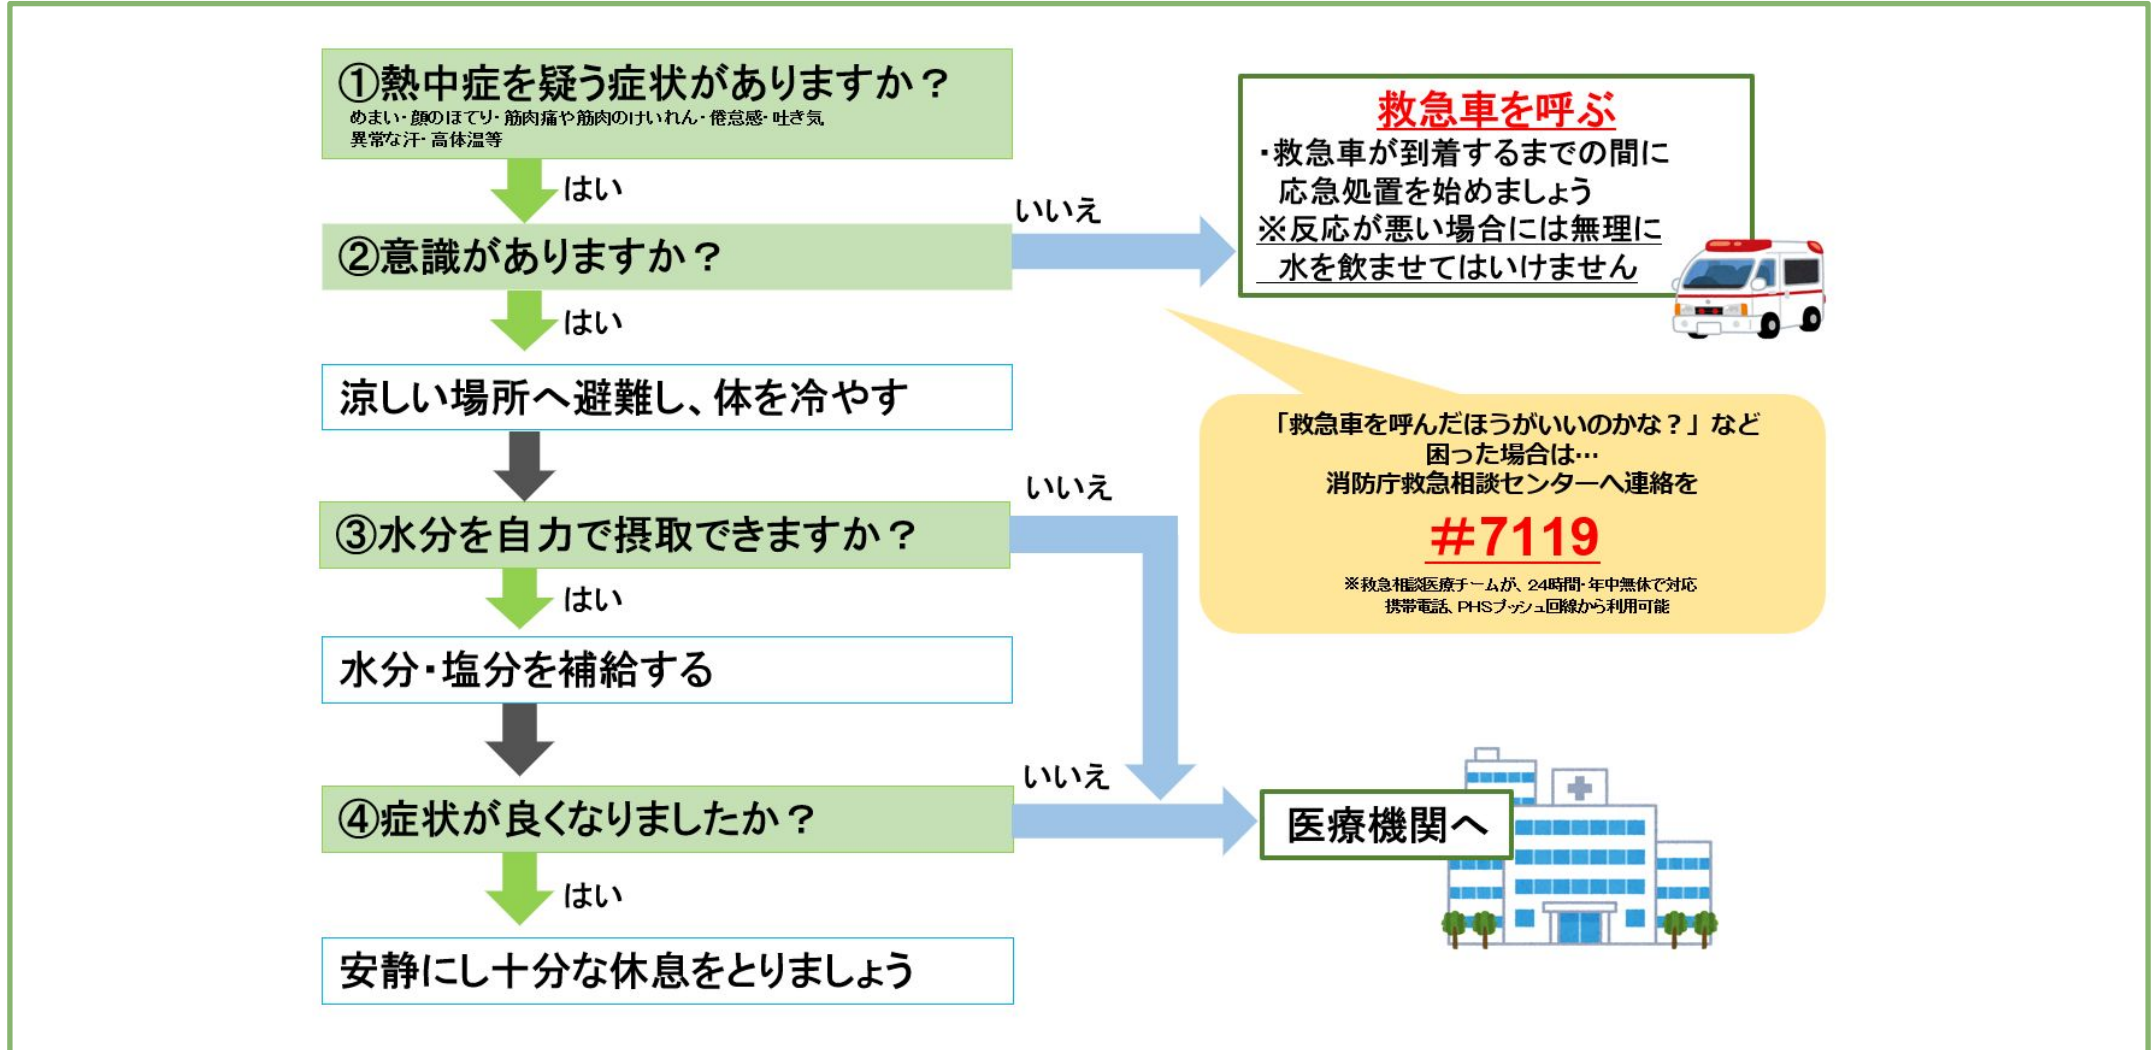 ①熱中症を疑う症状がありますか？
めまい・顔のほてり・筋肉痛や筋肉のけいれん・倦怠感・吐き気
異常な汗・高体温等
はい
②意識がありますか？
いいえ
救急車を呼ぶ
・救急車が到着するまでの間に
応急処置を始めましょう
※反応が悪い場合には無理に
水を飲ませてはいけません
はい
涼しい場所へ避難し、体を冷やす
「救急車を呼んだほうがいいのかな？」など
困った場合は…
消防庁救急相談センターへ連絡を
＃7119
※救急相談医療チームが、24時間・年中無休で対応
携帯電話、PHSプッシュ回線から利用可能
③水分を自力で摂取できますか？
いいえ
はい
水分・塩分を補給する
④症状が良くなりましたか？
いいえ
医療機関へ
はい
安静にし十分な休息をとりましょう